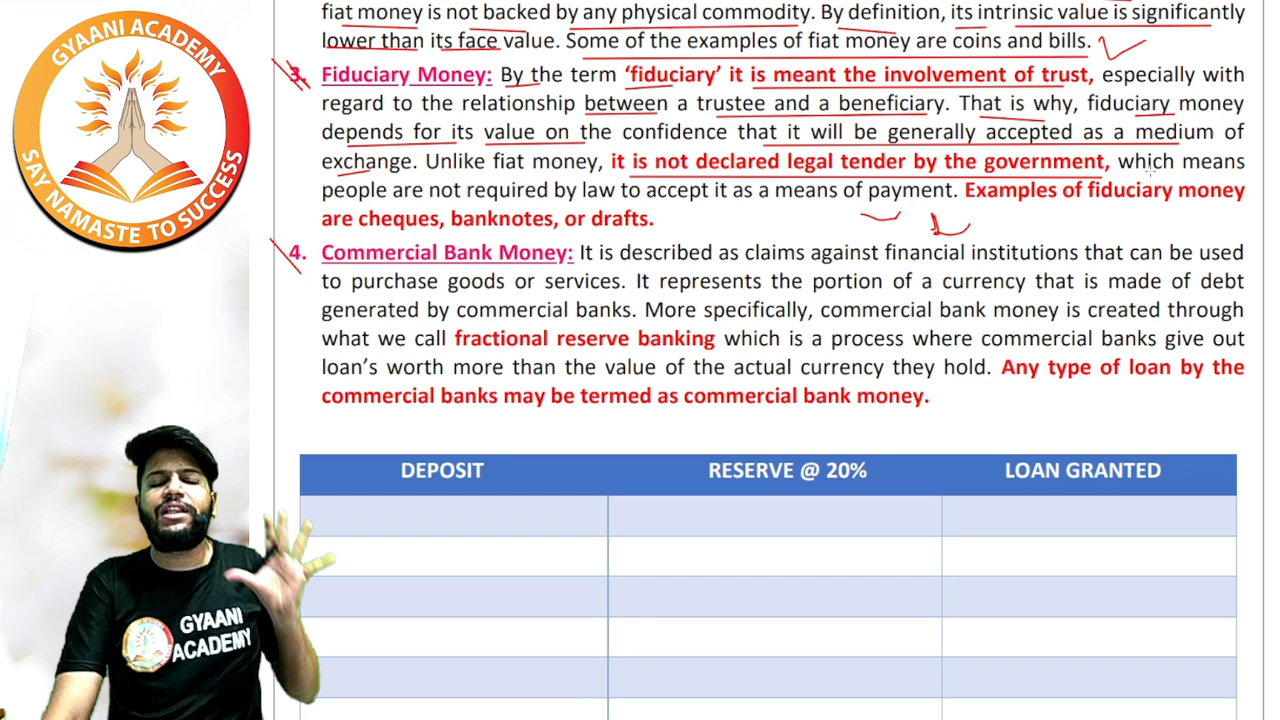 fiat money is not backed by any physical commodity. By definition, its intrinsic value is significantly
lower than its face value. Some of the examples of fiat money are coins and bills.
3. Fiduciary Money: By the term ‘fiduciary’ it is meant the involvement of trust, especially with
regard to the relationship between a trustee and a beneficiary. That is why, fiduciary money
depends for its value on the confidence that it will be generally accepted as a medium of
exchange. Unlike fiat money, it is not declared legal tender by the government, which means
people are not required by law to accept it as a means of payment. Examples of fiduciary money
are cheques, banknotes, or drafts.
4. Commercial Bank Money: It is described as claims against financial institutions that can be used
to purchase goods or services. It represents the portion of a currency that is made of debt
generated by commercial banks. More specifically, commercial bank money is created through
what we call fractional reserve banking which is a process where commercial banks give out
loan’s worth more than the value of the actual currency they hold. Any type of loan by the
commercial banks may be termed as commercial bank money.
DEPOSIT RESERVE @ 20% LOAN GRANTED
GYAANI ACADEMY
SAY NAMASTE TO SUCCESS
GYAANI
ACADEMY